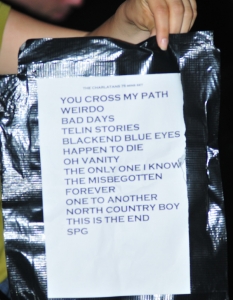 YOU CROSS MY PATH
WEIRDO
BAD DAYS
TELIN STORIES
BLACKEND BLUE EYES
HAPPEN TO DIE
OH VANITY
THE ONLY ONE I KNOW
THE MISBEGOTTEN
FOREVER
ONE TO ANOTHER
NORTH COUNTRY BOY
THIS IS THE END
SPG